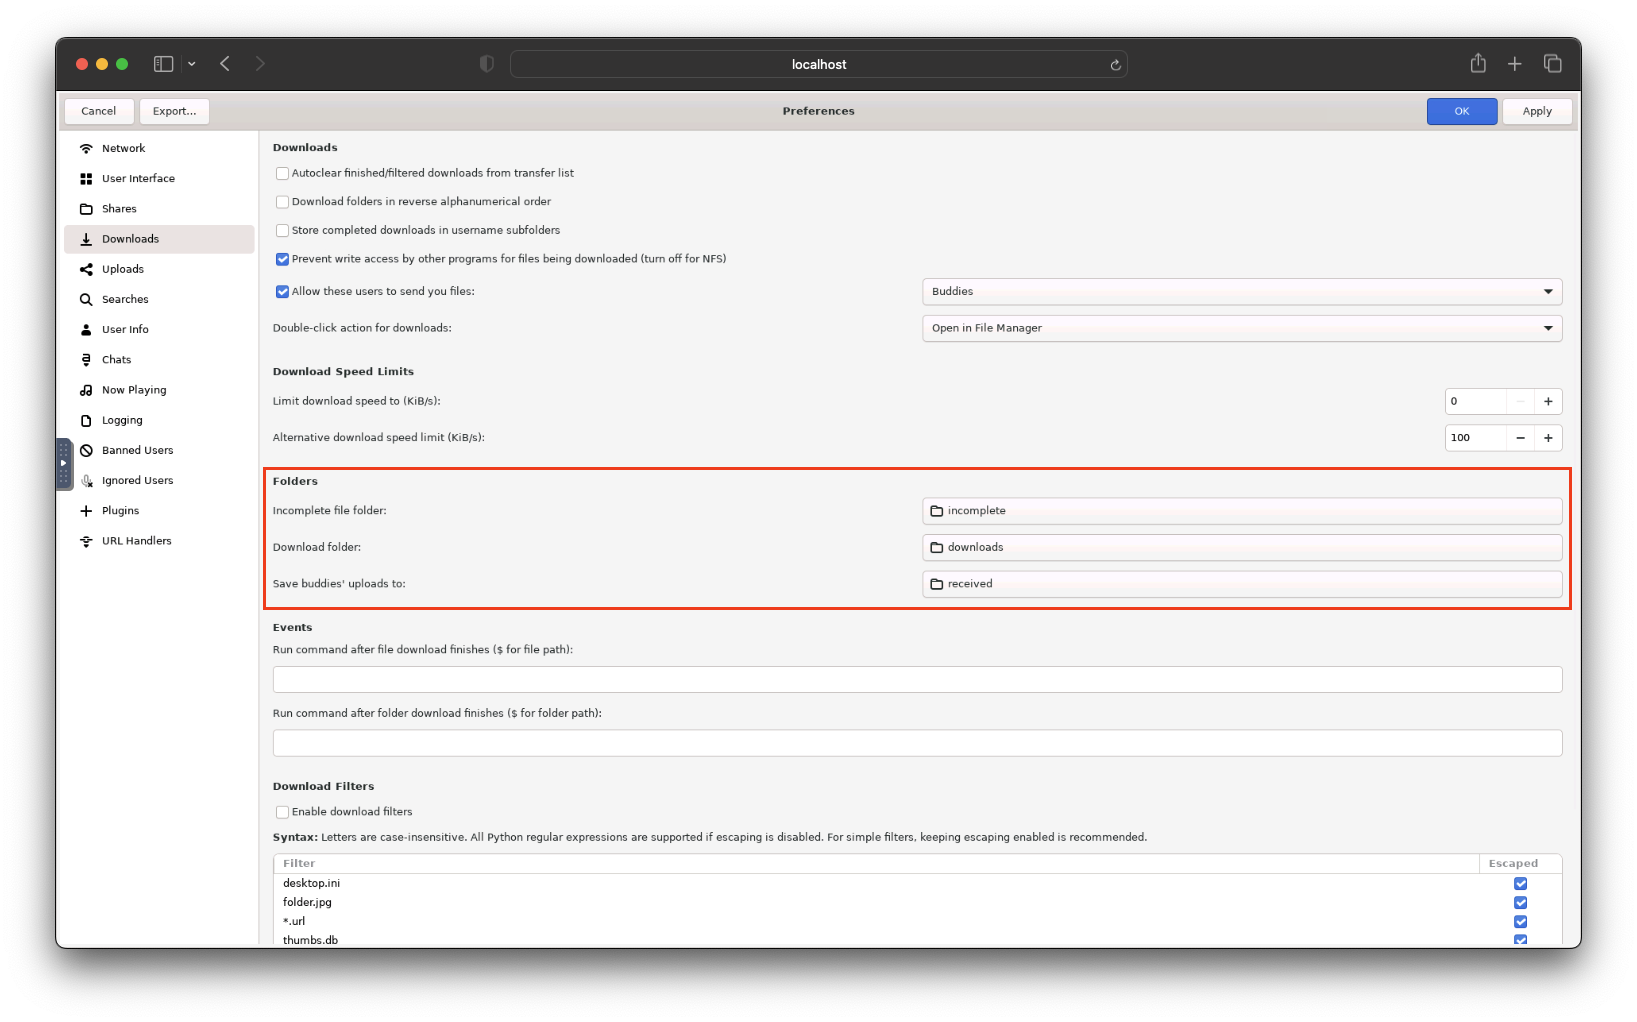 localhost
Cancel
Export...
Preferences
OK
Apply
Network
User Interface
Shares
Downloads
Uploads
Searches
User Info
Chats
Now Playing
Logging
Banned Users
Ignored Users
Plugins
URL Handlers
Downloads
Autoclear finished/filtered downloads from transfer list
Download folders in reverse alphanumerical order
Store completed downloads in username subfolders
Prevent write access by other programs for files being downloaded (turn off for NFS)
Allow these users to send you files:
Buddies
Double-click action for downloads:
Open in File Manager
Download Speed Limits
Limit download speed to (KiB/s):
0
Alternative download speed limit (KiB/s):
100
Folders
Incomplete file folder:
incomplete
Download folder:
downloads
Save buddies' uploads to:
received
Events
Run command after file download finishes ($ for file path):
Run command after folder download finishes ($ for folder path):
Download Filters
Enable download filters
Syntax: Letters are case-insensitive. All Python regular expressions are supported if escaping is disabled. For simple filters, keeping escaping enabled is recommended.
Filter
Escaped
desktop.ini
folder.jpg
*.url
thumbs.db